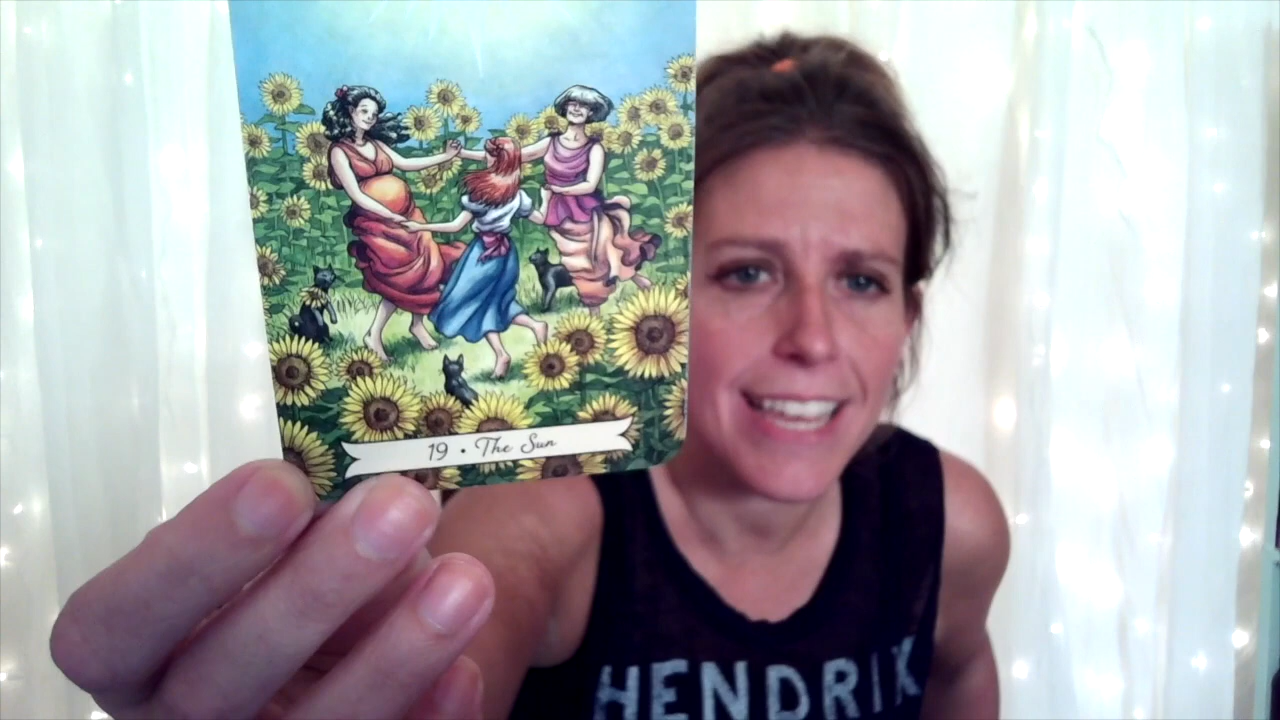 19 • The Sun
HENDRIX